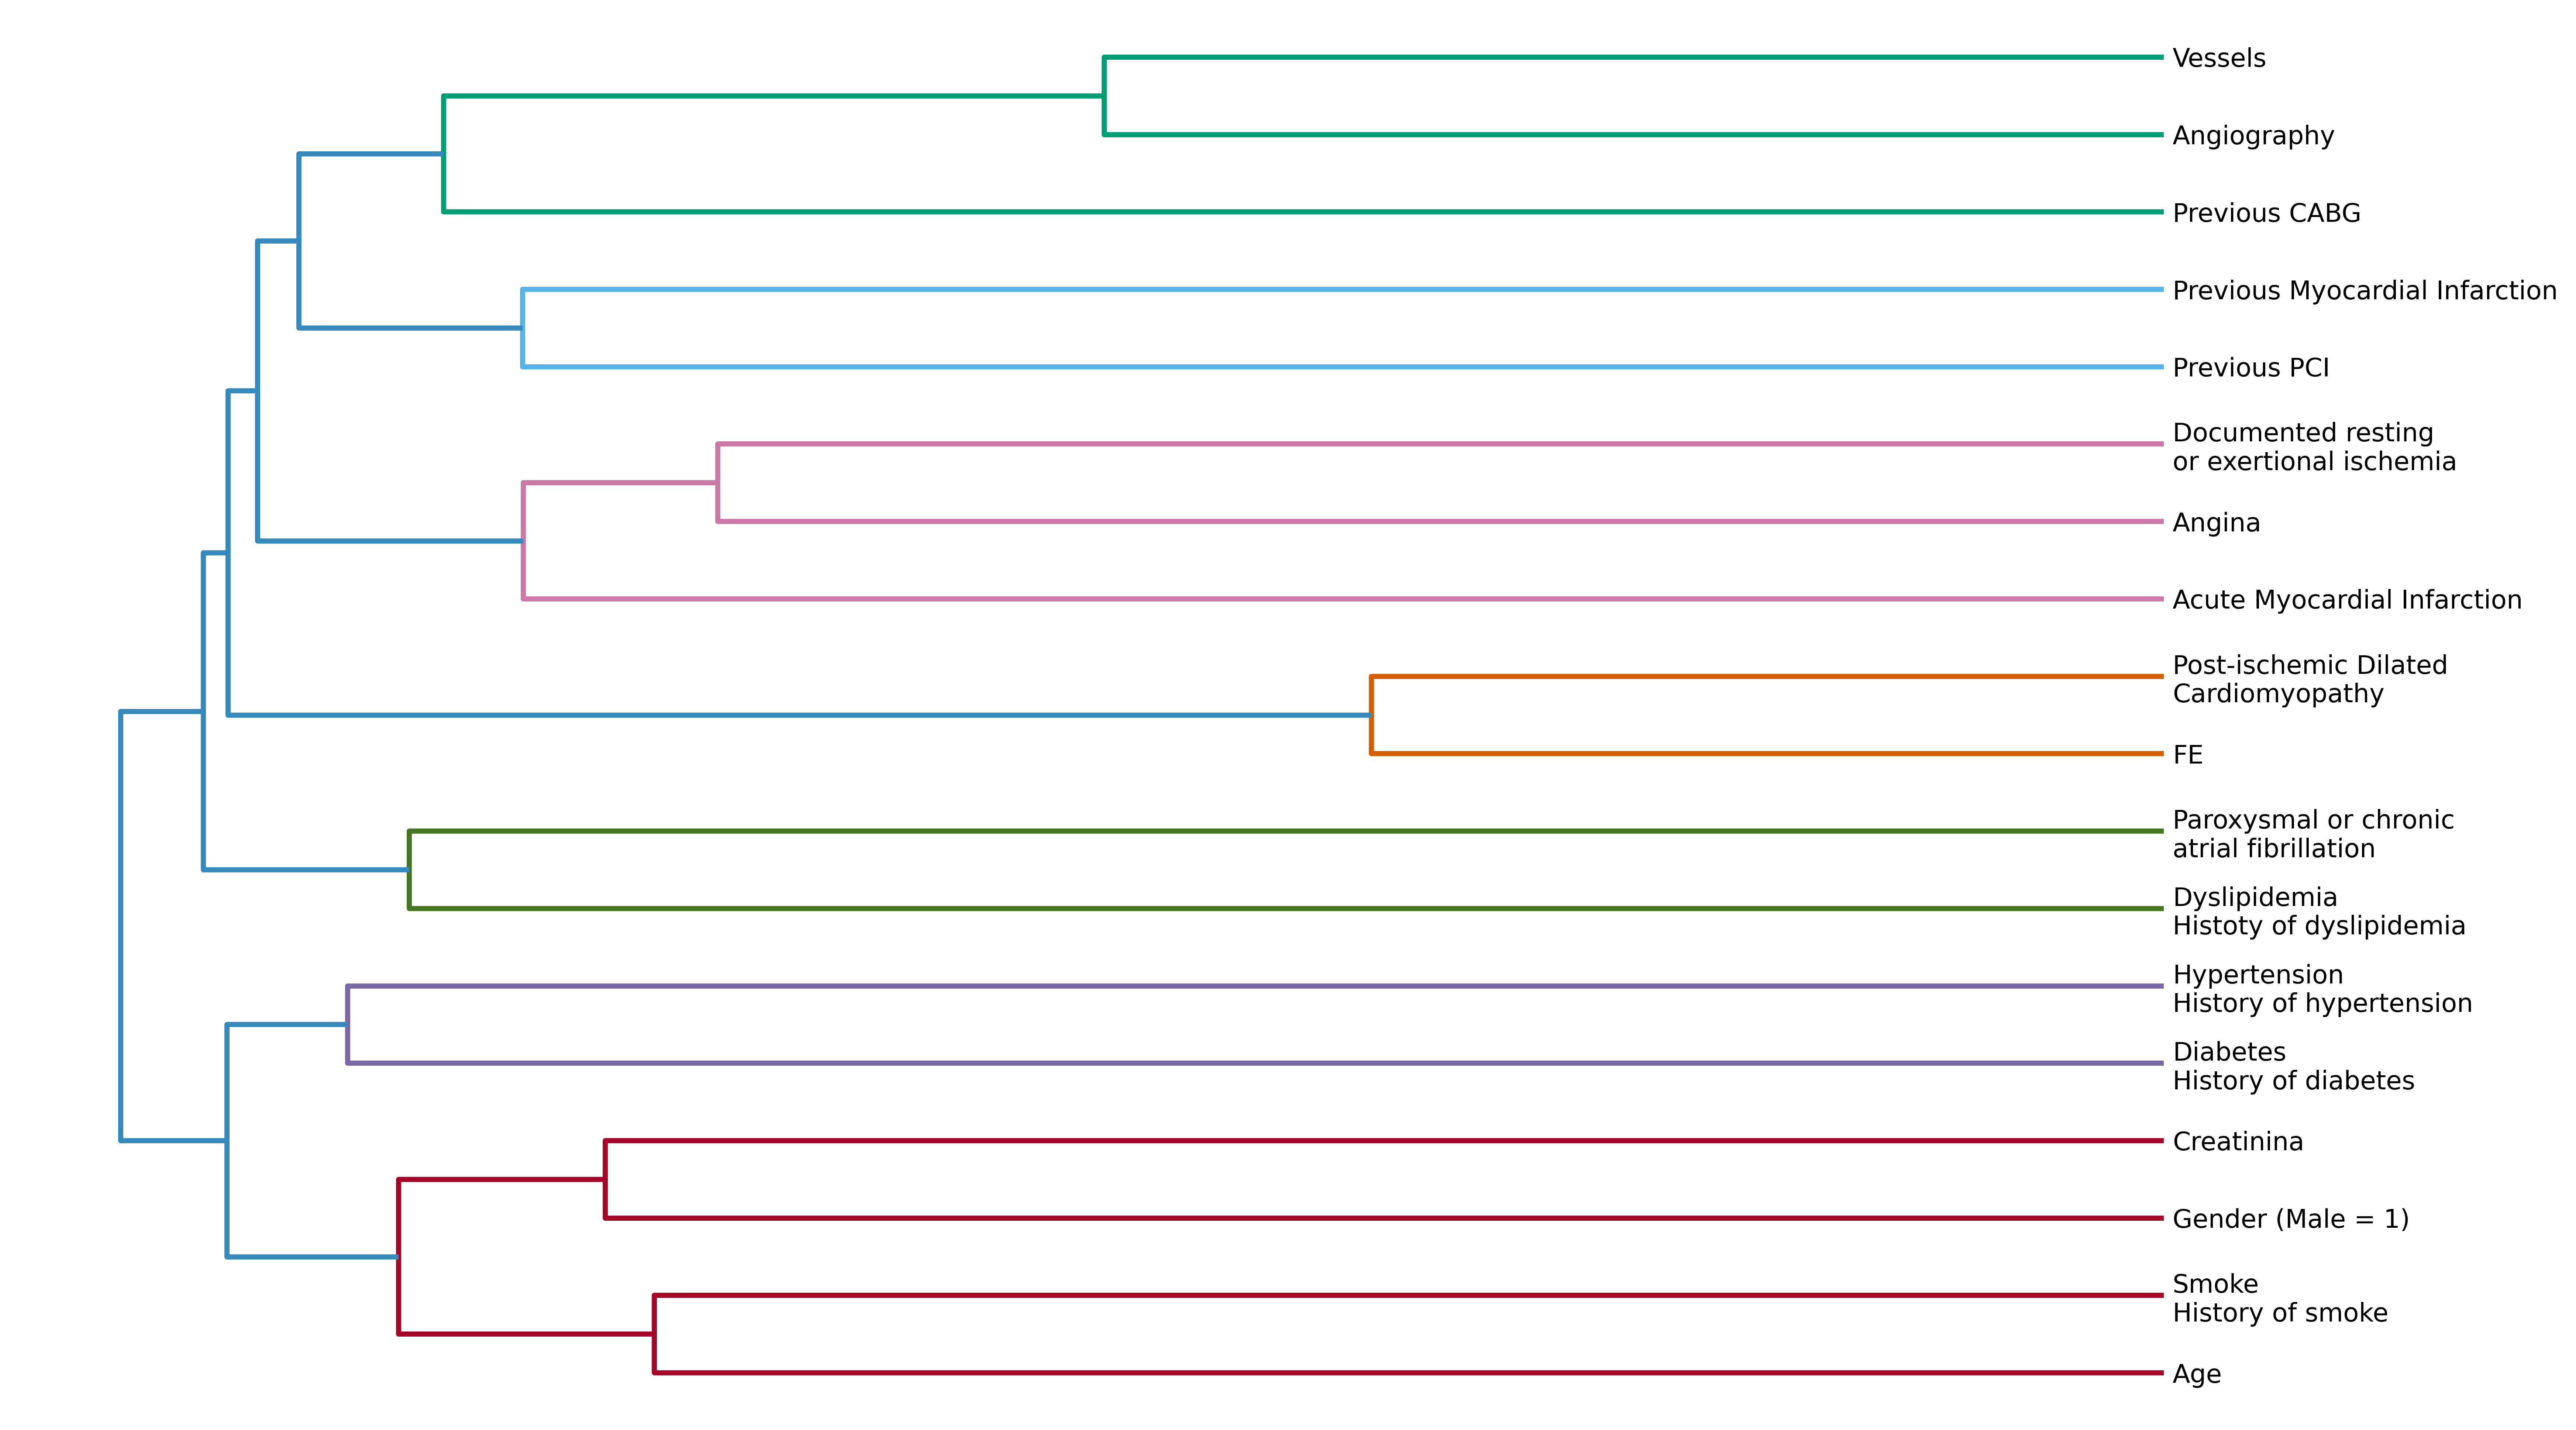 Vessels
Angiography
Previous CABG
Previous Myocardial Infarction
Previous PCI
Documented resting
or exertional ischemia
Angina
Acute Myocardial Infarction
Post-ischemic Dilated
Cardiomyopathy
FE
Paroxysmal or chronic
atrial fibrillation
Dyslipidemia
Histoty of dyslipidemia
Hypertension
History of hypertension
Diabetes
History of diabetes
Creatinina
Gender (Male = 1)
Smoke
History of smoke
Age